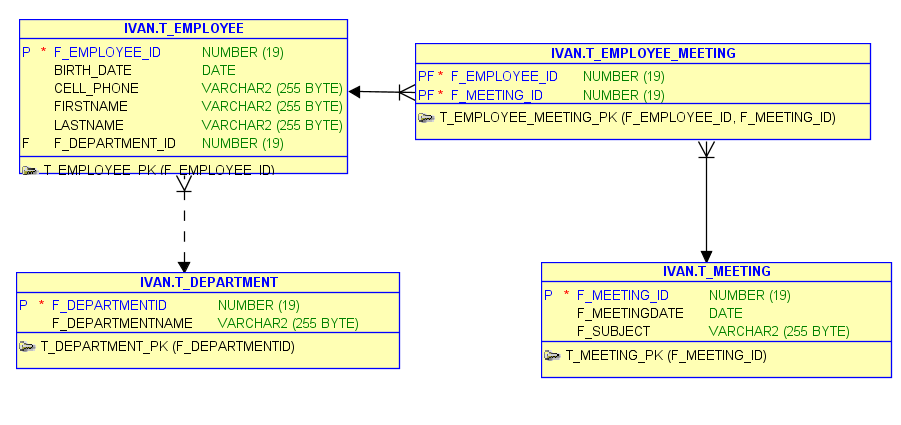 IVAN.T_EMPLOYEE
P * F_EMPLOYEE_ID NUMBER (19)
BIRTH_DATE DATE
CELL_PHONE VARCHAR2 (255 BYTE)
FIRSTNAME VARCHAR2 (255 BYTE)
LASTNAME VARCHAR2 (255 BYTE)
F F_DEPARTMENT_ID NUMBER (19)
T_EMPLOYEE_PK (F_EMPLOYEE_ID)
IVAN.T_EMPLOYEE_MEETING
PF * F_EMPLOYEE_ID NUMBER (19)
PF * F_MEETING_ID NUMBER (19)
T_EMPLOYEE_MEETING_PK (F_EMPLOYEE_ID, F_MEETING_ID)
IVAN.T_DEPARTMENT
P * F_DEPARTMENTID NUMBER (19)
F_DEPARTMENTNAME VARCHAR2 (255 BYTE)
T_DEPARTMENT_PK (F_DEPARTMENTID)
IVAN.T_MEETING
P * F_MEETING_ID NUMBER (19)
F_MEETINGDATE DATE
F_SUBJECT VARCHAR2 (255 BYTE)
T_MEETING_PK (F_MEETING_ID)